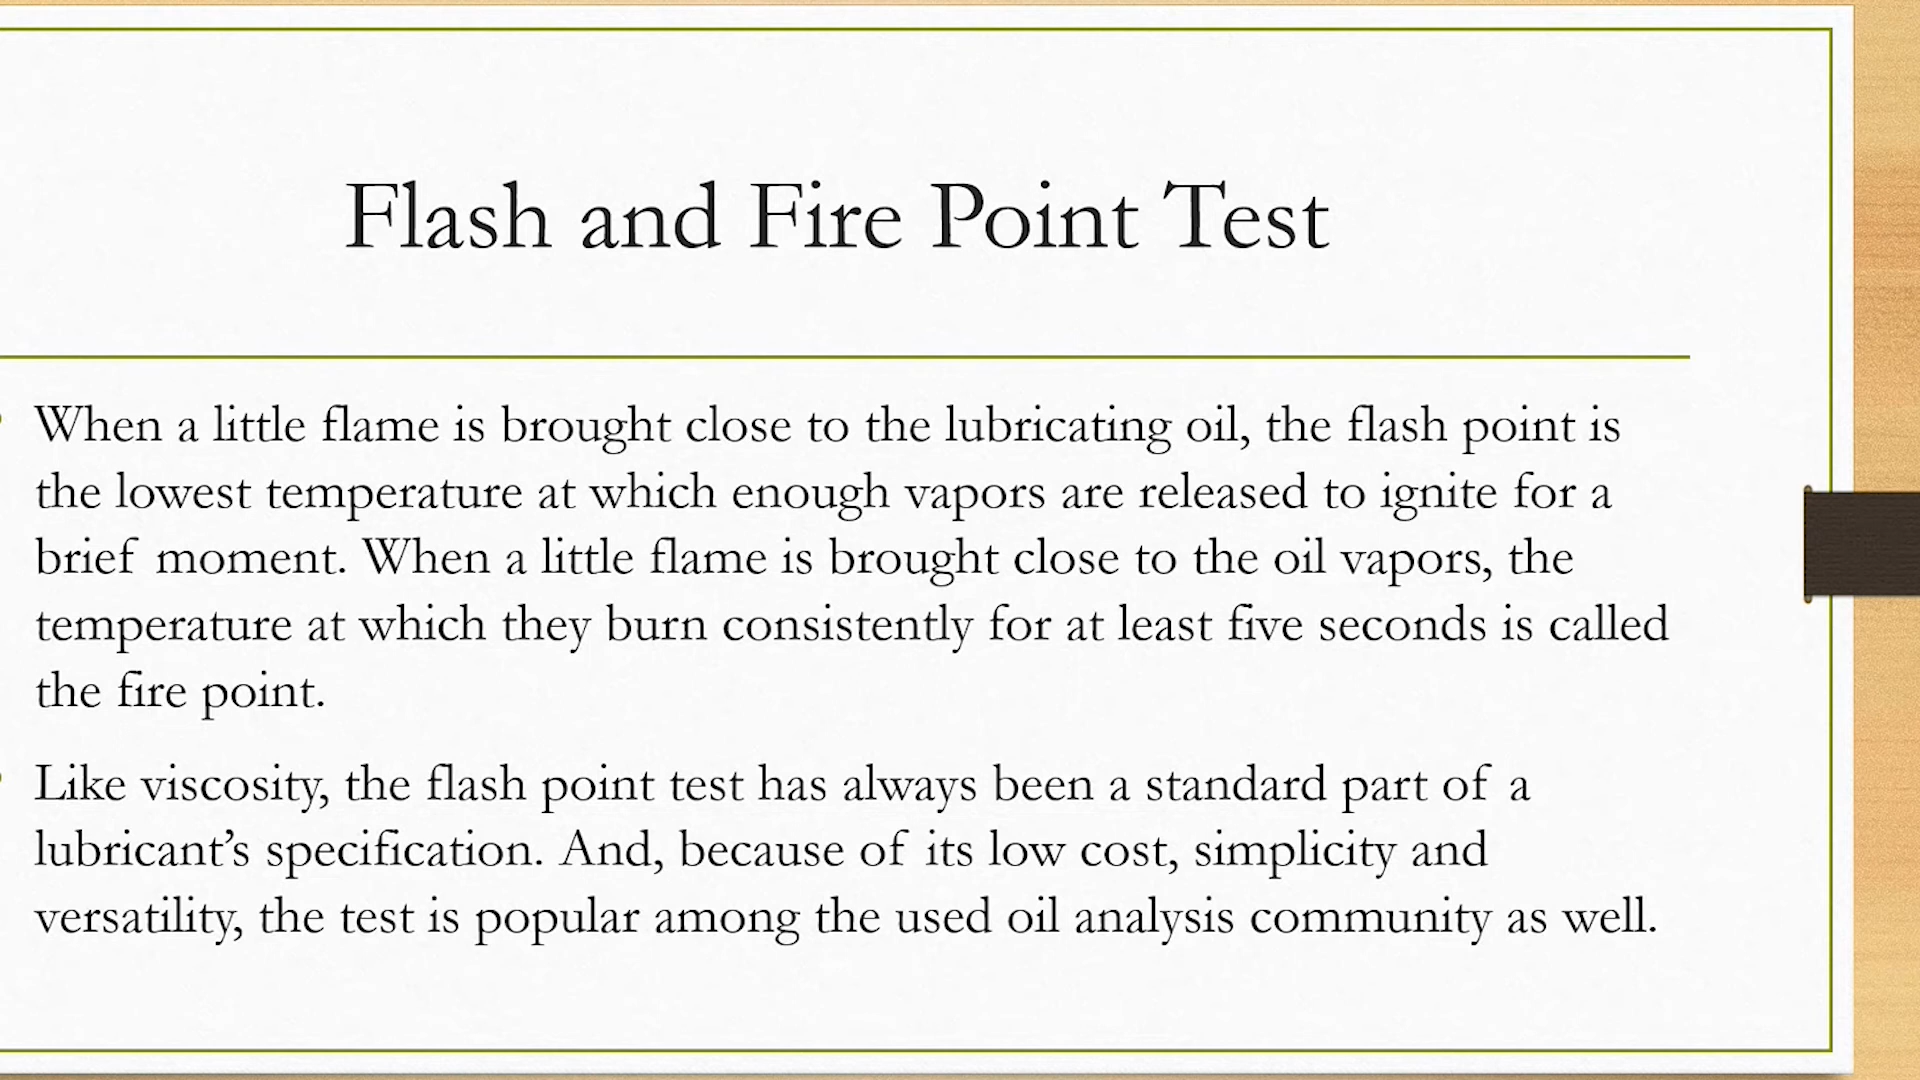 Flash and Fire Point Test
When a little flame is brought close to the lubricating oil, the flash point is
the lowest temperature at which enough vapors are released to ignite for a
brief moment. When a little flame is brought close to the oil vapors, the
temperature at which they burn consistently for at least five seconds is called
the fire point.
Like viscosity, the flash point test has always been a standard part of a
lubricant’s specification. And, because of its low cost, simplicity and
versatility, the test is popular among the used oil analysis community as well.